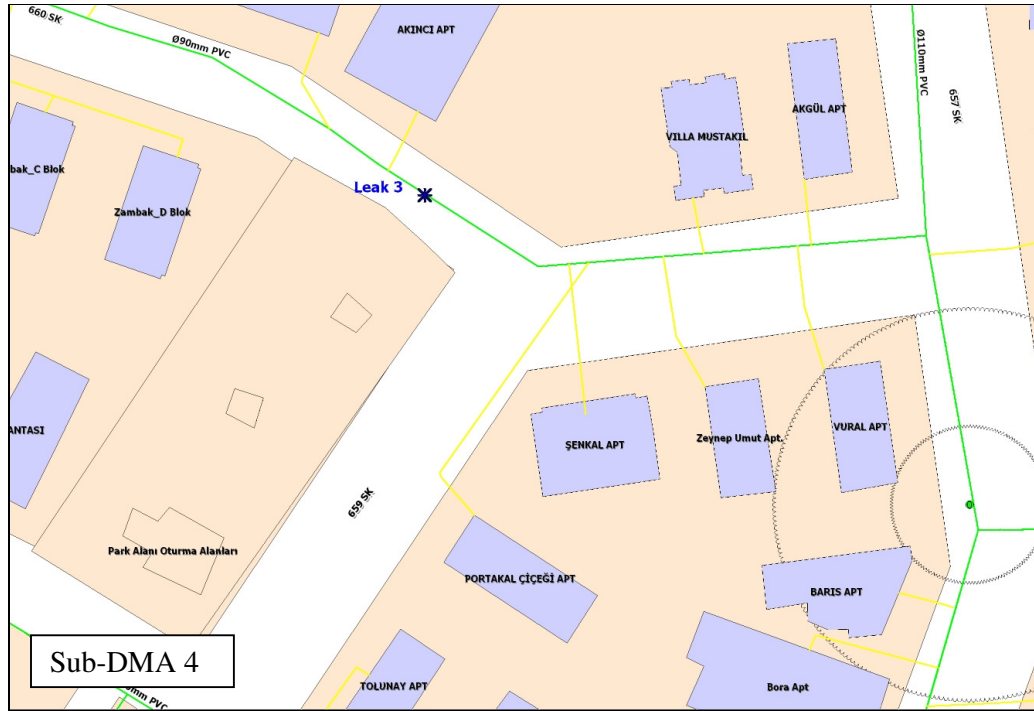 660 SK
Ø90mm PVC
AKINCI APT
Ø110mm PVC
657 SK
AKGÜL APT
VILLA MUSTAKIL
bak_C Blok
Leak 3
Zambak_D Blok
ANTASI
ŞENKAL APT
Zeynep Umut Apt.
VURAL APT
659 SK
Park Alanı Oturma Alanları
PORTAKAL ÇİÇEĞİ APT
BARIS APT
Sub-DMA 4
TOLUNAY APT
Bora Apt
mm PVC